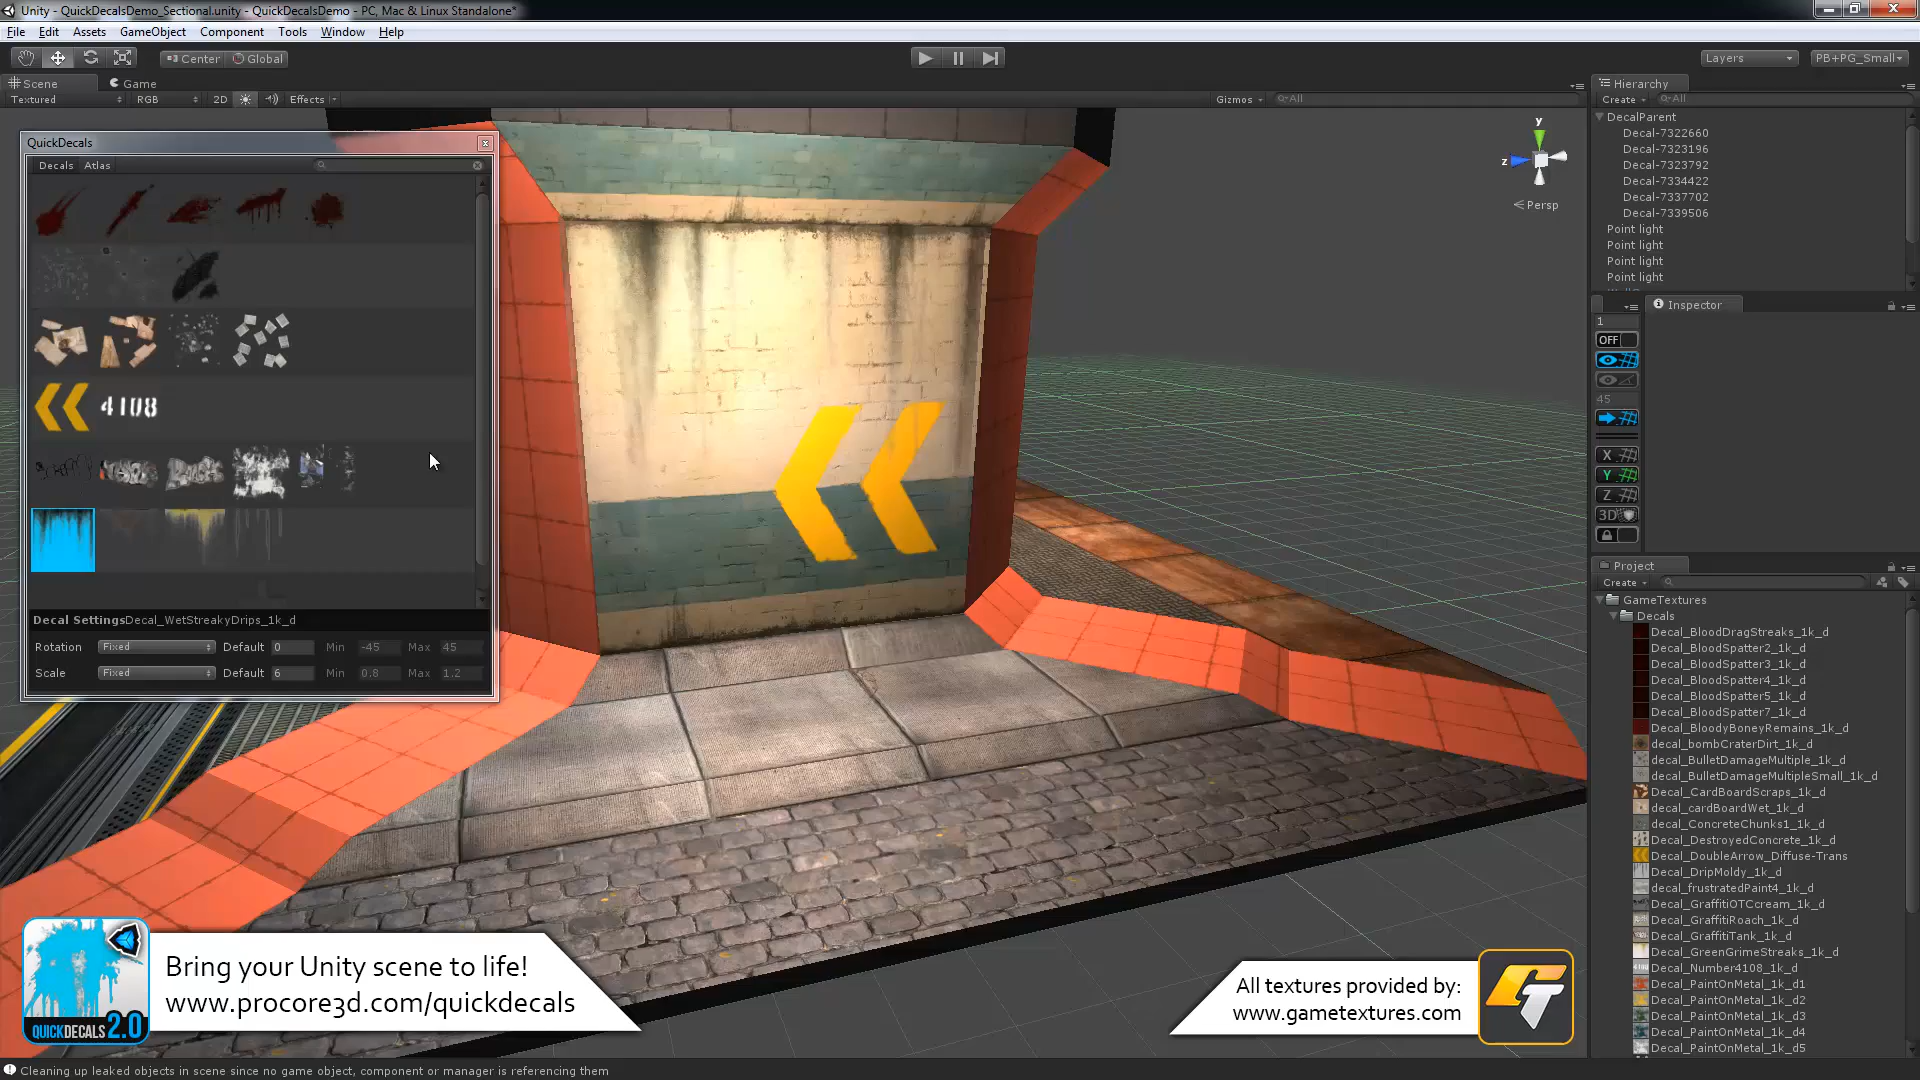 Unity - QuickDecalsDemo_Sectional.unity - QuickDecalsDemo - PC, Mac & Linux Standalone*
File Edit Assets GameObject Component Tools Window Help
Center Global
Layers PB+PG_Small
Scene Game
Textured RGB 2D Effects Gizmos All
Hierarchy
Create All
DecalParent
Decal-7322660
Decal-7323196
Decal-7323792
Decal-7334422
Decal-7337702
Decal-7339506
Point light
Point light
Point light
Point light
y
z
Persp
QuickDecals
Decals Atlas
4108
Decal SettingsDecal_WetStreakyDrips_1k_d
Rotation Fixed Default 0 Min -45 Max 45
Scale Fixed Default 6 Min 0.8 Max 1.2
Inspector
1
OFF
45
X
Y
Z
3D
Project
Create
GameTextures
Decals
Decal_BloodDragStreaks_1k_d
Decal_BloodSpatter2_1k_d
Decal_BloodSpatter3_1k_d
Decal_BloodSpatter4_1k_d
Decal_BloodSpatter5_1k_d
Decal_BloodSpatter7_1k_d
Decal_BloodyBoneyRemains_1k_d
decal_bombCraterDirt_1k_d
decal_BulletDamageMultiple_1k_d
decal_BulletDamageMultipleSmall_1k_d
Decal_CardBoardScraps_1k_d
decal_cardBoardWet_1k_d
decal_ConcreteChunks1_1k_d
Decal_DestroyedConcrete_1k_d
Decal_DoubleArrow_Diffuse-Trans
Decal_DripMoldy_1k_d
decal_frustratedPaint4_1k_d
Decal_GraffitiOTCcream_1k_d
Decal_GraffitiRoach_1k_d
Decal_GraffitiTank_1k_d
Decal_GreenGrimeStreaks_1k_d
Decal_Number4108_1k_d
Decal_PaintOnMetal_1k_d1
Decal_PaintOnMetal_1k_d2
Decal_PaintOnMetal_1k_d3
Decal_PaintOnMetal_1k_d4
Decal_PaintOnMetal_1k_d5
QUICKDECALS 2.0
Bring your Unity scene to life!
www.procore3d.com/quickdecals
All textures provided by:
www.gametextures.com
GT
Cleaning up leaked objects in scene since no game object, component or manager is referencing them